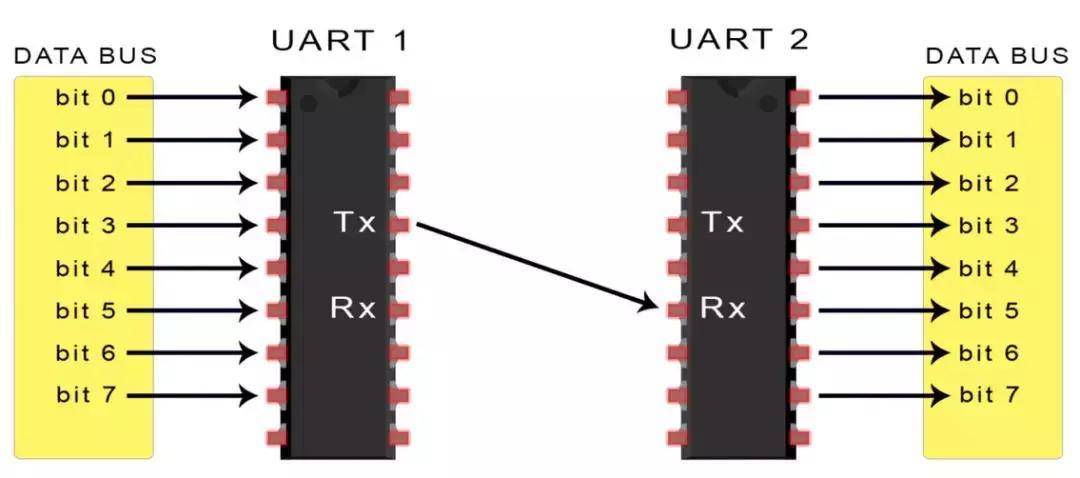 UART 1
UART 2
DATA BUS
DATA BUS
bit 0
bit 1
bit 2
bit 3
bit 4
bit 5
bit 6
bit 7
Tx
Rx
Tx
Rx
bit 0
bit 1
bit 2
bit 3
bit 4
bit 5
bit 6
bit 7